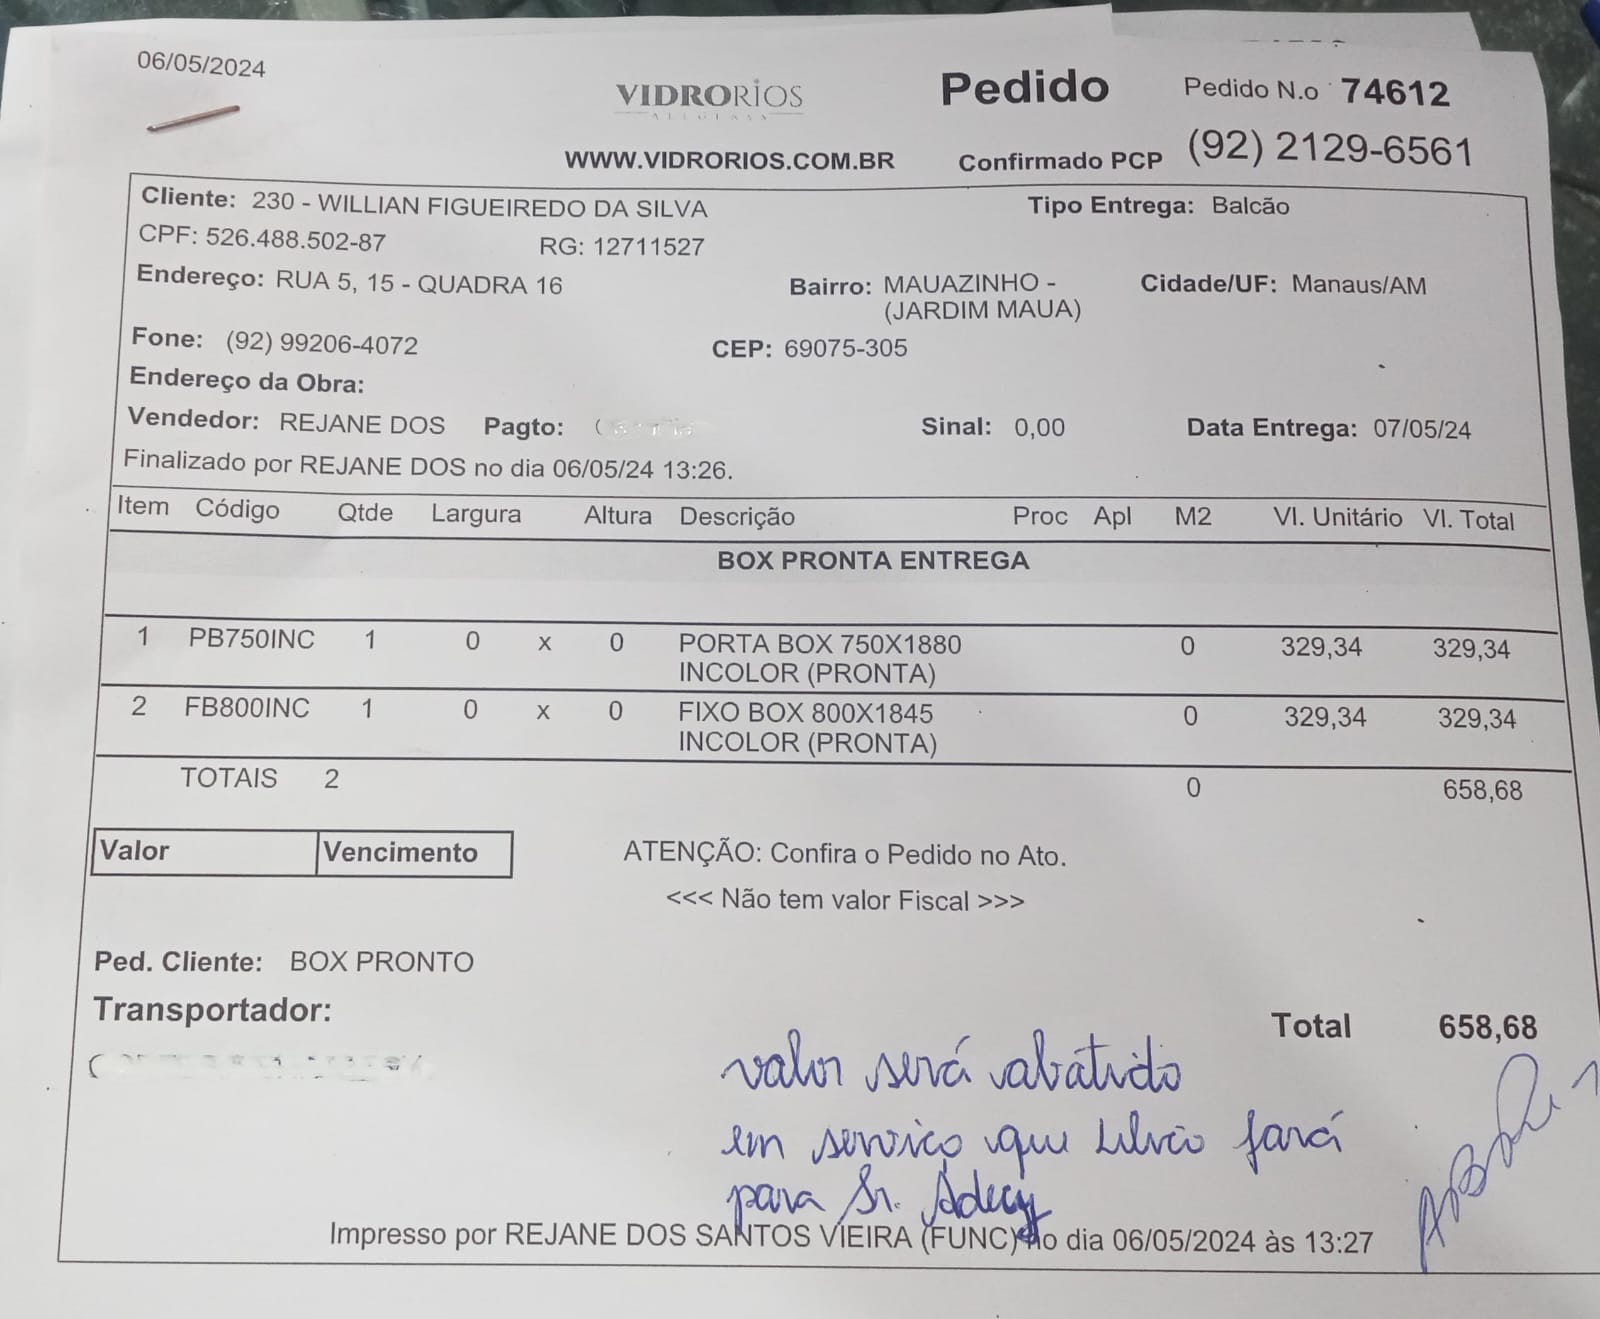 06/05/2024
VIDRORIOS
Pedido
Pedido N.o 74612
WWW.VIDRORIOS.COM.BR
Confirmado PCP (92) 2129-6561
Cliente: 230 - WILLIAN FIGUEIREDO DA SILVA Tipo Entrega: Balcão
CPF: 526.488.502-87 RG: 12711527
Endereço: RUA 5, 15 - QUADRA 16 Bairro: MAUAZINHO - Cidade/UF: Manaus/AM
(JARDIM MAUA)
Fone: (92) 99206-4072 CEP: 69075-305
Endereço da Obra:
Vendedor: REJANE DOS Pagto: Sinal: 0,00 Data Entrega: 07/05/24
Finalizado por REJANE DOS no dia 06/05/24 13:26.
Item Código Qtde Largura Altura Descrição Proc Apl M2 Vl. Unitário Vl. Total
BOX PRONTA ENTREGA
1 PB750INC 1 0 x 0 PORTA BOX 750X1880 0 329,34 329,34
INCOLOR (PRONTA)
2 FB800INC 1 0 x 0 FIXO BOX 800X1845 0 329,34 329,34
INCOLOR (PRONTA)
TOTAIS 2 0 658,68
Valor Vencimento
ATENÇÃO: Confira o Pedido no Ato.
<<< Não tem valor Fiscal >>>
Ped. Cliente: BOX PRONTO
Transportador:
Total 658,68
valor será abatido
em serviço que fará
para Sr. Adecy
Impresso por REJANE DOS SANTOS VIEIRA (FUNC) no dia 06/05/2024 às 13:27